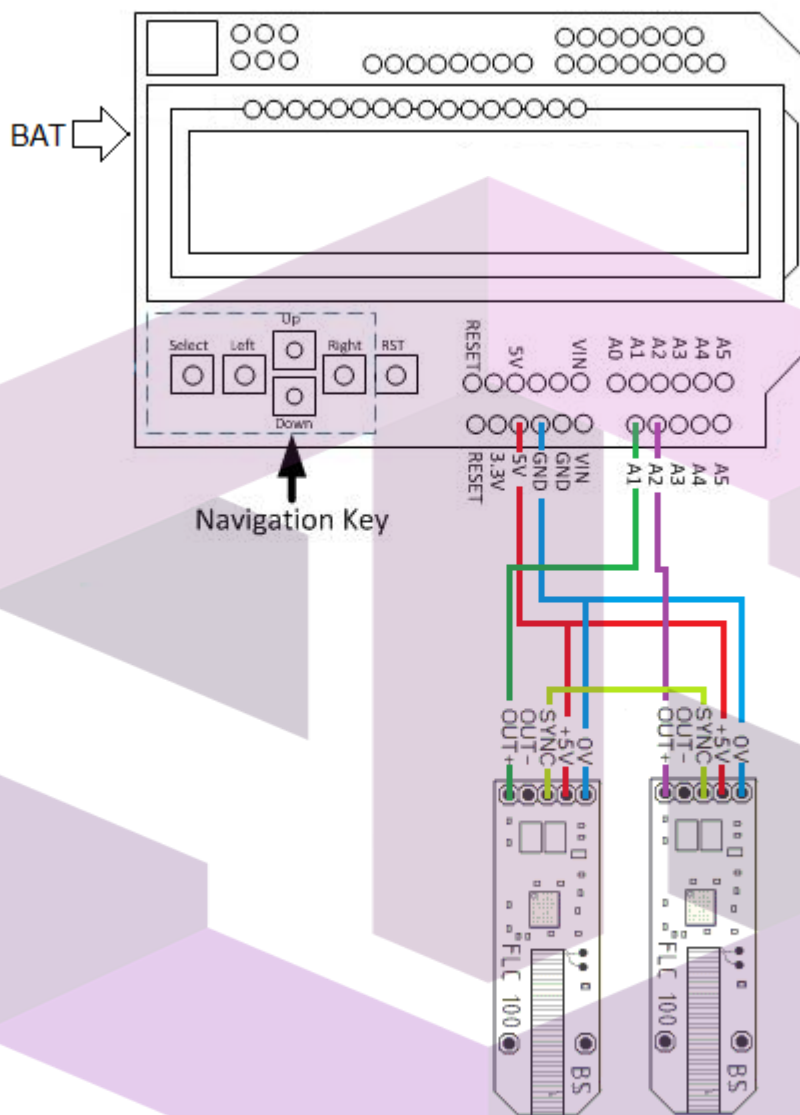 BAT
Up
Select Left Right RST
Down
Navigation Key
RESET 5V VIN A0 A1 A2 A3 A4 A5
RESET 3.3V 5V GND GND VIN A1 A2 A3 A4 A5
OUT+ OUT- SYNC +5V 0V
OUT+ OUT- SYNC +5V 0V
FLC 100 BS
FLC 100 BS